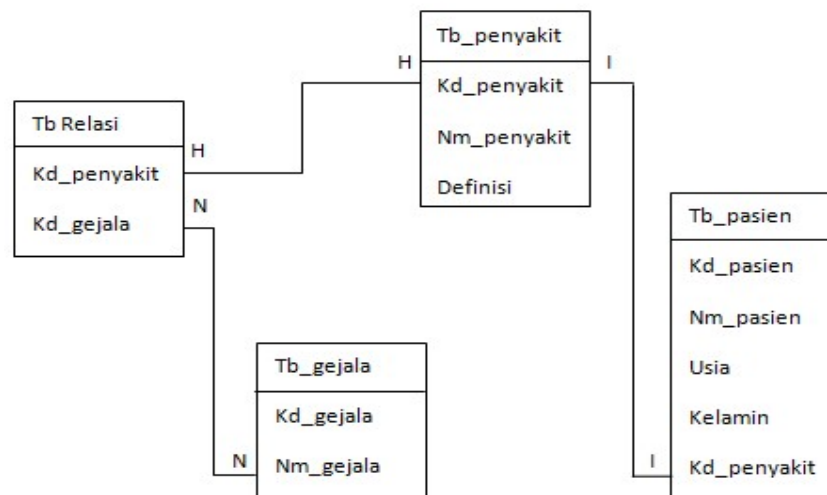 Tb_penyakit
Kd_penyakit
Nm_penyakit
Definisi
H
I
Tb Relasi
Kd_penyakit
Kd_gejala
H
N
Tb_pasien
Kd_pasien
Nm_pasien
Usia
Kelamin
Kd_penyakit
I
Tb_gejala
Kd_gejala
Nm_gejala
N